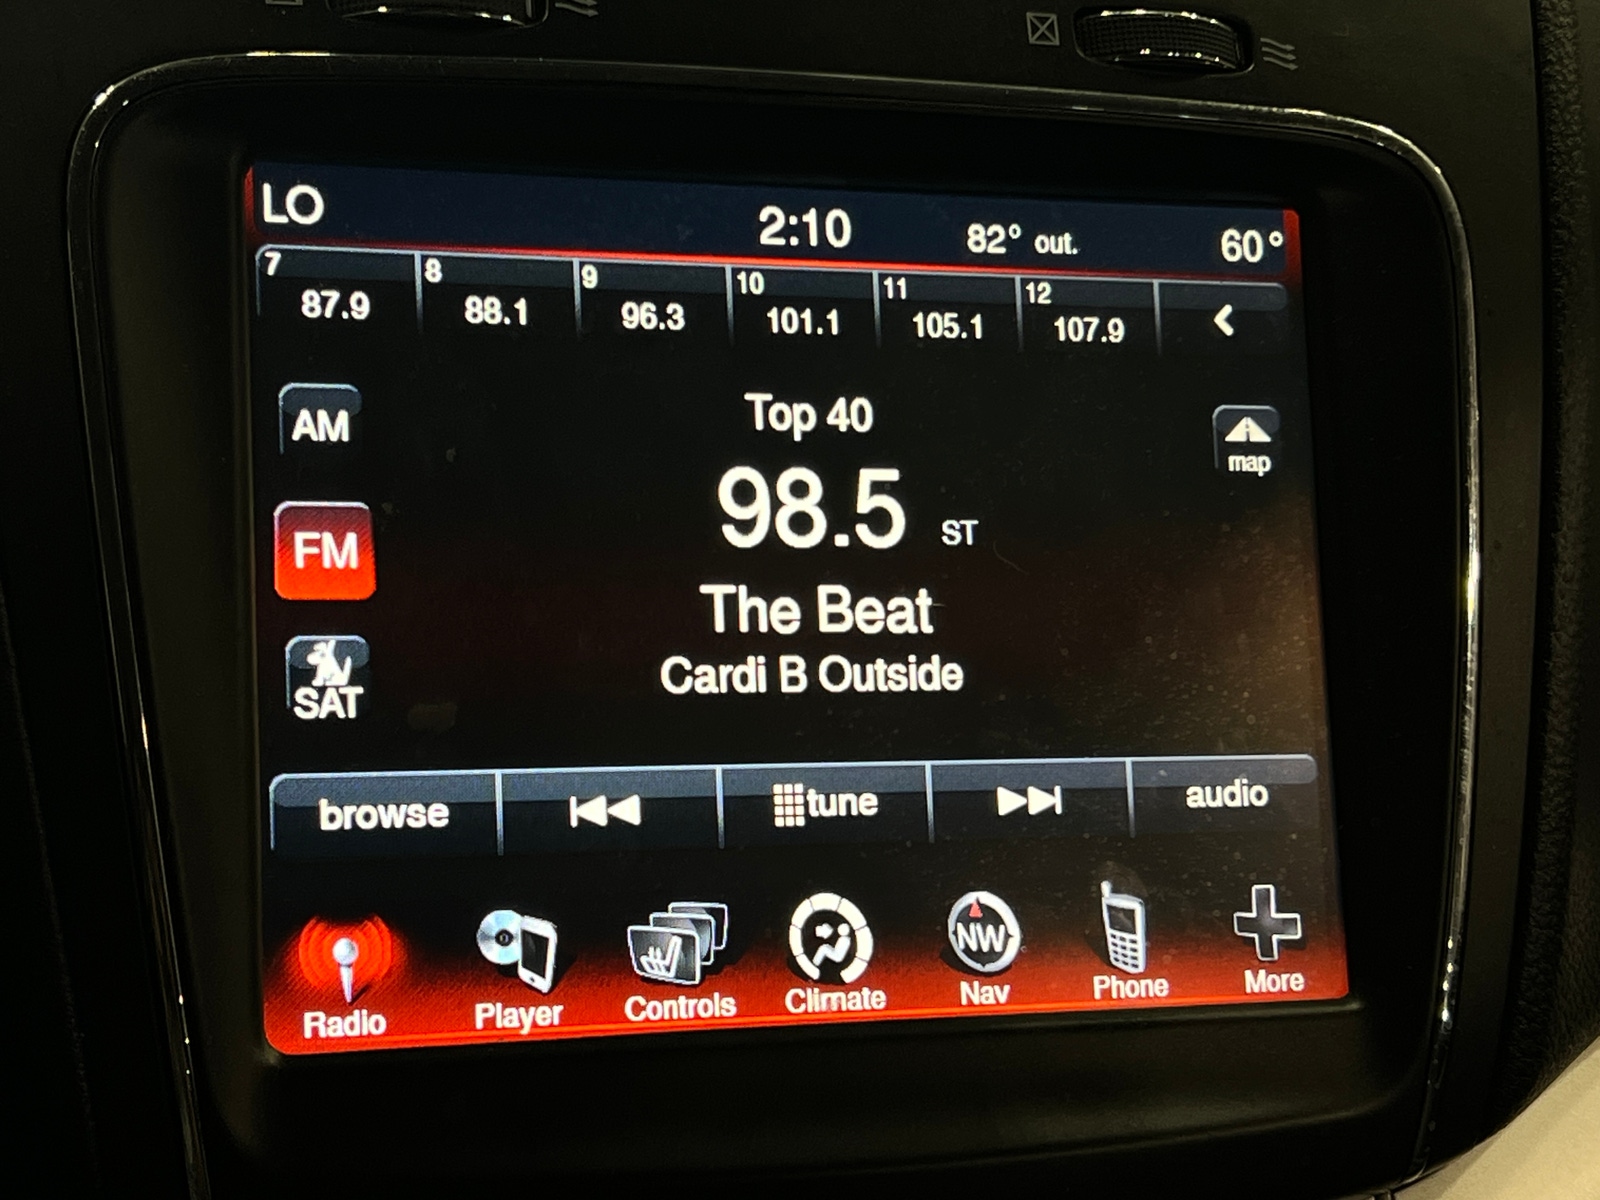 LO 2:10 82° out. 60°
7 8 9 10 11 12
87.9 88.1 96.3 101.1 105.1 107.9
AM
Top 40
map
98.5 ST
FM
The Beat
Cardi B Outside
SAT
browse tune audio
NW
Radio Player Controls Climate Nav Phone More